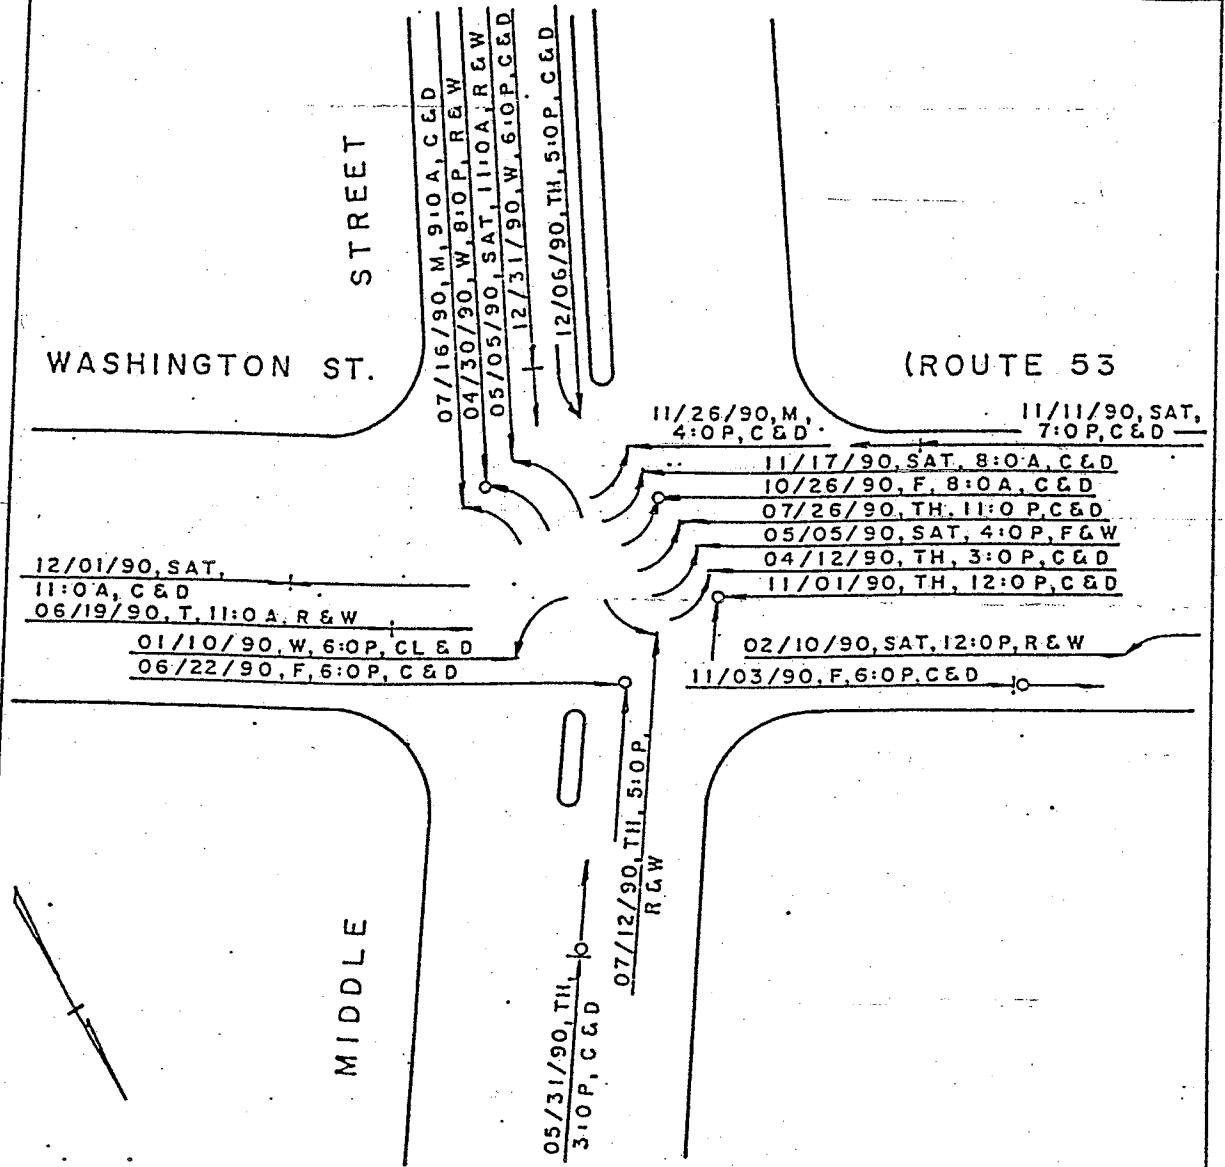 07/16/90, M, 9:0 A, C & D
04/30/90, W, 8:0 P, R & W
05/05/90, SAT, 11:0 A, R & W
12/31/90, W, 6:0 P, C & D
12/06/90, TH, 5:0 P, C & D
STREET
WASHINGTON ST.
(ROUTE 53
11/26/90, M,
4:0 P, C & D
11/11/90, SAT,
7:0 P, C & D
11/17/90, SAT, 8:0 A, C & D
10/26/90, F, 8:0 A, C & D
07/26/90, TH, 11:0 P, C & D
05/05/90, SAT, 4:0 P, F & W
04/12/90, TH, 3:0 P, C & D
11/01/90, TH, 12:0 P, C & D
12/01/90, SAT,
11:0 A, C & D
06/19/90, T, 11:0 A, R & W
01/10/90, W, 6:0 P, CL & D
06/22/90, F, 6:0 P, C & D
02/10/90, SAT, 12:0 P, R & W
11/03/90, F, 6:0 P, C & D
07/12/90, TH, 5:0 P,
R & W
MIDDLE
05/31/90, TH,
3:0 P, C & D